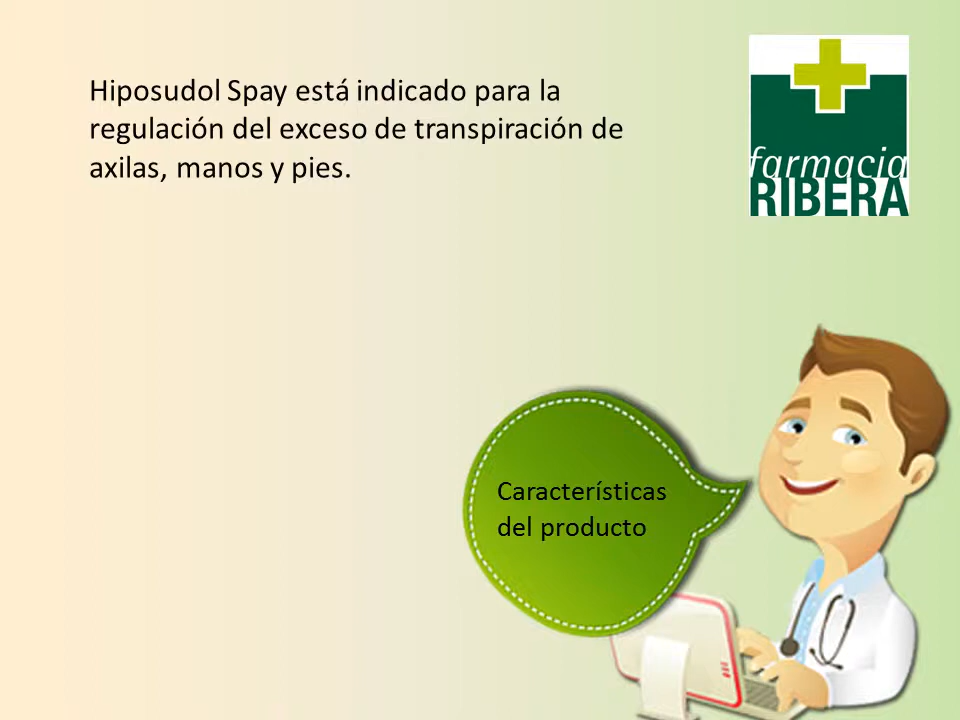 Hiposudol Spay está indicado para la
regulación del exceso de transpiración de
axilas, manos y pies.
farmacia
RIBERA
Características
del producto